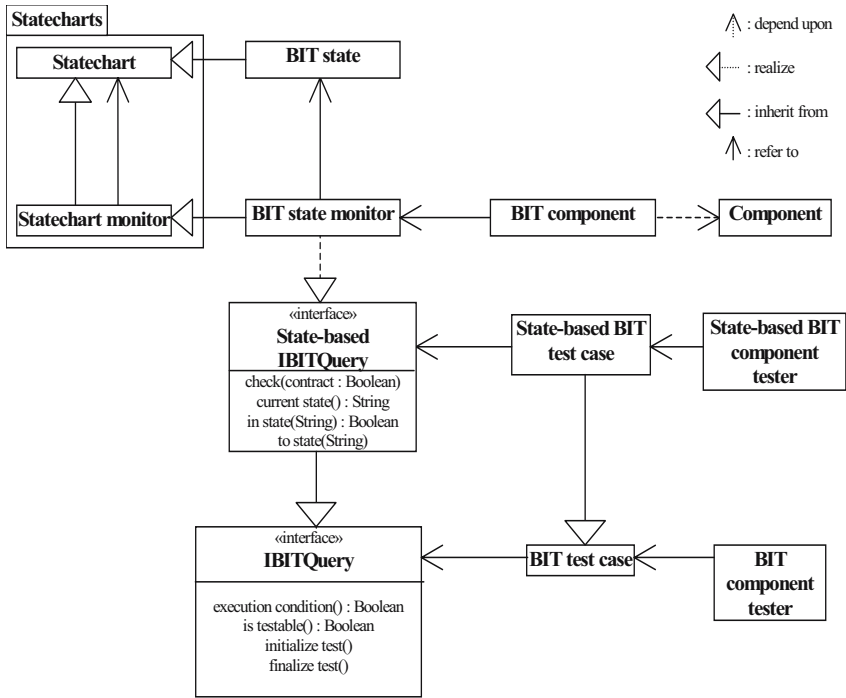 Statecharts
Statechart
BIT state
: depend upon
: realize
: inherit from
: refer to
Statechart monitor
BIT state monitor
BIT component
Component
«interface»
State-based
IBITQuery
check(contract : Boolean)
current state() : String
in state(String) : Boolean
to state(String)
State-based BIT
test case
State-based BIT
component
tester
«interface»
IBITQuery
execution condition() : Boolean
is testable() : Boolean
initialize test()
finalize test()
BIT test case
BIT
component
tester